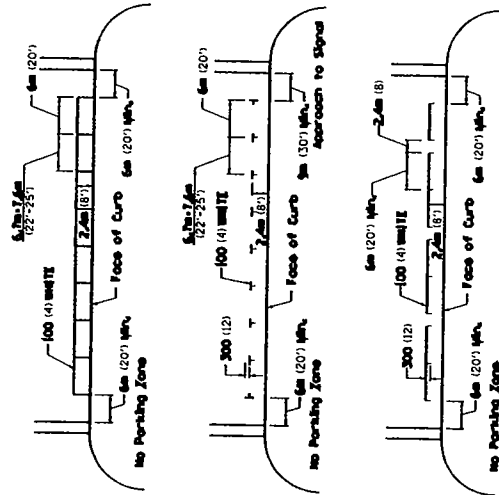 6.7m-7.6m
(22'-25')
6m (20')
100 (4) WHITE
2.4m (8')
Face of Curb
6m (20') Min.
6m (20') Min.
No Parking Zone
6.7m-7.6m
(22'-25')
6m (20')
100 (4) WHITE
300 (12)
2.4m (8')
Face of Curb
6m (20') Min.
9m (30') Min.
Approach to Signal
No Parking Zone
6m (20') Min.
2.4m (8)
100 (4) WHITE
300 (12)
2.4m (8')
Face of Curb
6m (20') Min.
6m (20') Min.
No Parking Zone